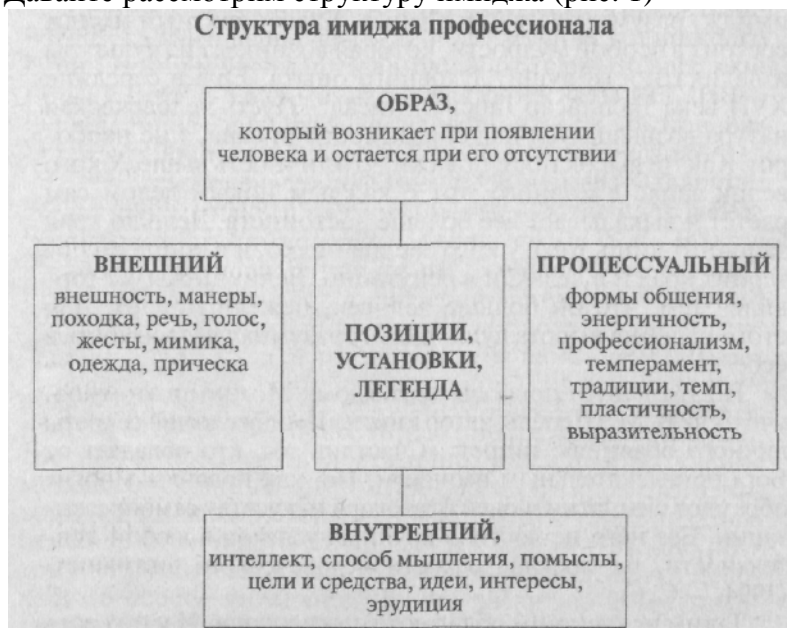 Давайте рассмотрим структуру имиджа (рис. 1)
Структура имиджа профессионала
ОБРАЗ,
который возникает при появлении
человека и остается при его отсутствии
ВНЕШНИЙ
внешность, манеры,
походка, речь, голос,
жесты, мимика,
одежда, прическа
ПОЗИЦИИ,
УСТАНОВКИ,
ЛЕГЕНДА
ПРОЦЕССУАЛЬНЫЙ
формы общения,
эмоциональность,
профессионализм,
темперамент,
традиции, темп,
пластичность,
выразительность
ВНУТРЕННИЙ,
интеллект, способ мышления, помыслы,
цели и средства, идеи, интересы,
эрудиция